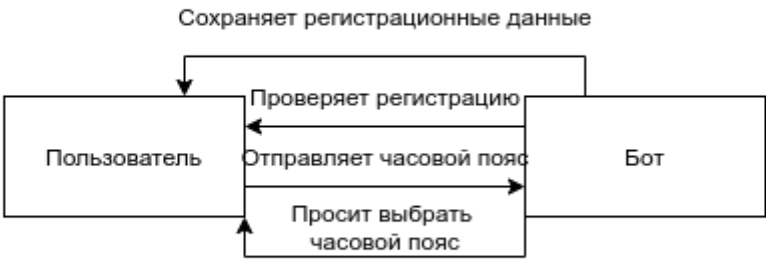 Сохраняет регистрационные данные
Проверяет регистрацию
Пользователь
Отправляет часовой пояс
Бот
Просит выбрать
часовой пояс